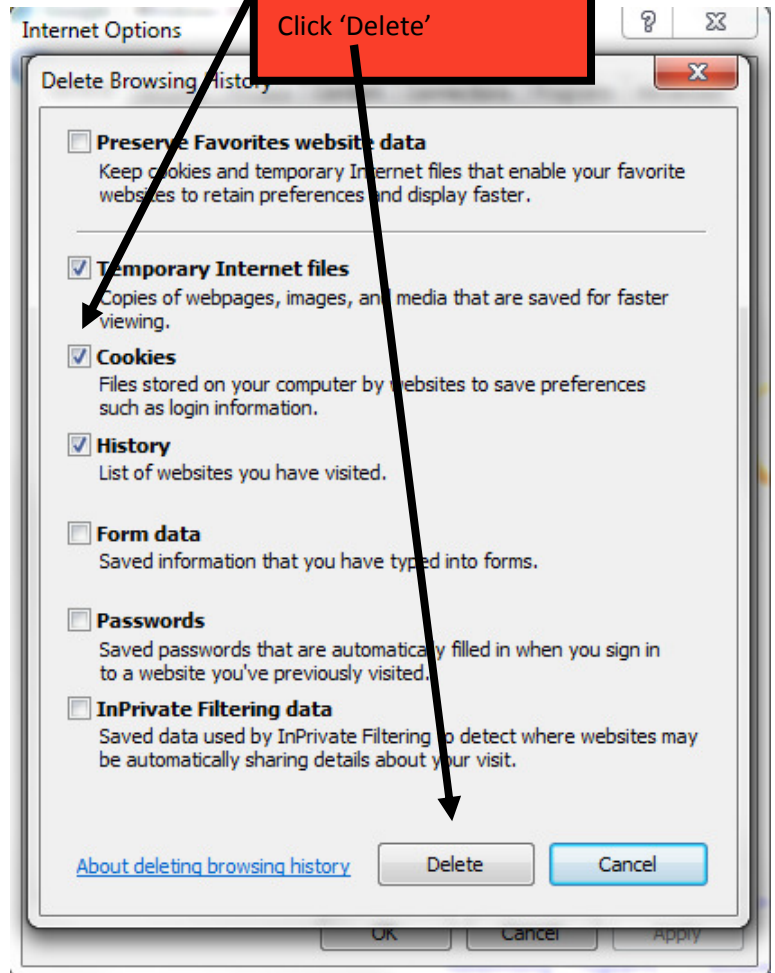 Click ‘Delete’
Internet Options
Delete Browsing History
Preserve Favorites website data
Keep cookies and temporary Internet files that enable your favorite
websites to retain preferences and display faster.
Temporary Internet files
Copies of webpages, images, and media that are saved for faster
viewing.
Cookies
Files stored on your computer by websites to save preferences
such as login information.
History
List of websites you have visited.
Form data
Saved information that you have typed into forms.
Passwords
Saved passwords that are automatically filled in when you sign in
to a website you've previously visited.
InPrivate Filtering data
Saved data used by InPrivate Filtering to detect where websites may
be automatically sharing details about your visit.
About deleting browsing history
Delete
Cancel
OK
Cancel
Apply